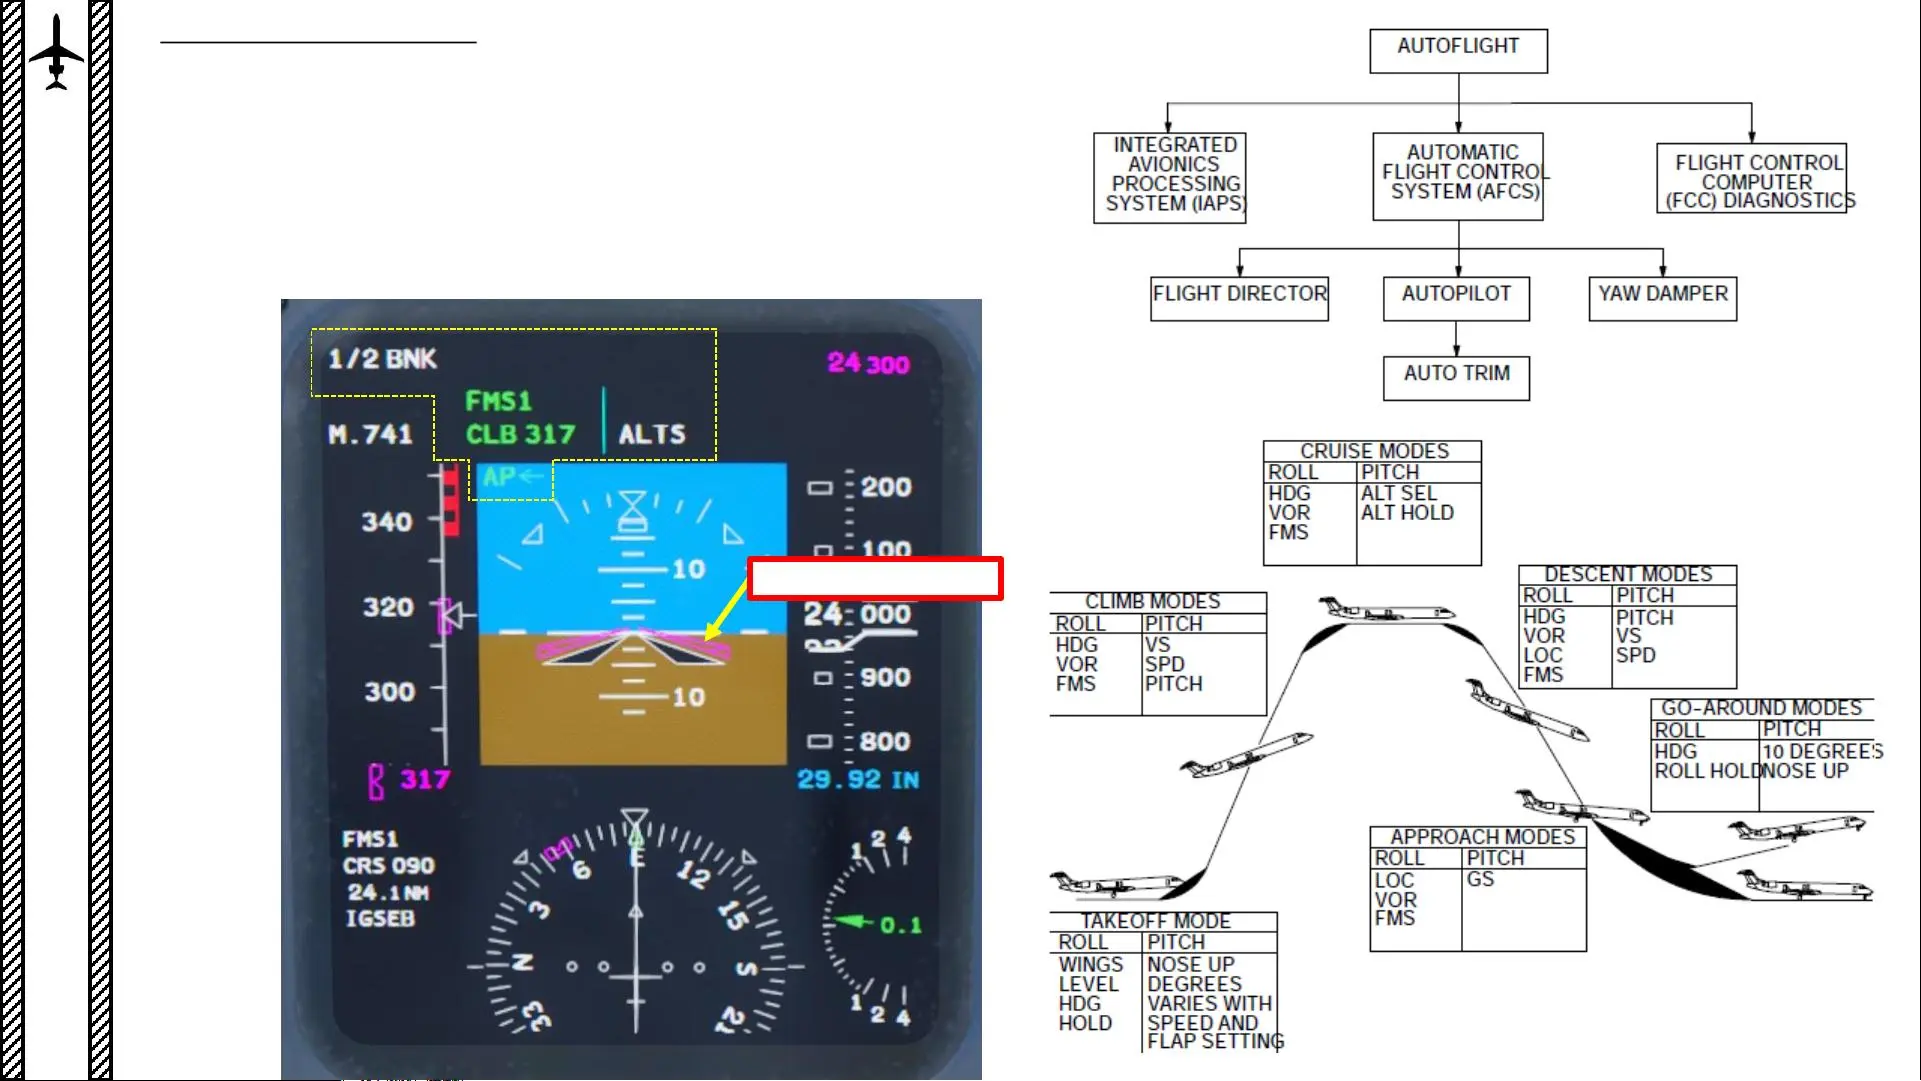 1/2 BNK
24 300
FMS1
CLB 317
ALTS
M.741
AP←
340
320
300
317
10
10
200
100
24 000
900
800
29.92 IN
FMS1
CRS 090
24.1 NM
IGSEB
N
3
6
E
12
15
S
21
33
1 2 4
0.1
1 2 4
AUTOFLIGHT
INTEGRATED
AVIONICS
PROCESSING
SYSTEM (IAPS)
AUTOMATIC
FLIGHT CONTROL
SYSTEM (AFCS)
FLIGHT CONTROL
COMPUTER
(FCC) DIAGNOSTICS
FLIGHT DIRECTOR
AUTOPILOT
YAW DAMPER
AUTO TRIM
CRUISE MODES
ROLL PITCH
HDG ALT SEL
VOR ALT HOLD
FMS
DESCENT MODES
ROLL PITCH
HDG PITCH
VOR VS
LOC SPD
FMS
CLIMB MODES
ROLL PITCH
HDG VS
VOR SPD
FMS PITCH
GO-AROUND MODES
ROLL PITCH
HDG 10 DEGREES
ROLL HOLD NOSE UP
APPROACH MODES
ROLL PITCH
LOC GS
VOR
FMS
TAKEOFF MODE
ROLL PITCH
WINGS NOSE UP
LEVEL DEGREES
HDG VARIES WITH
HOLD SPEED AND
FLAP SETTING